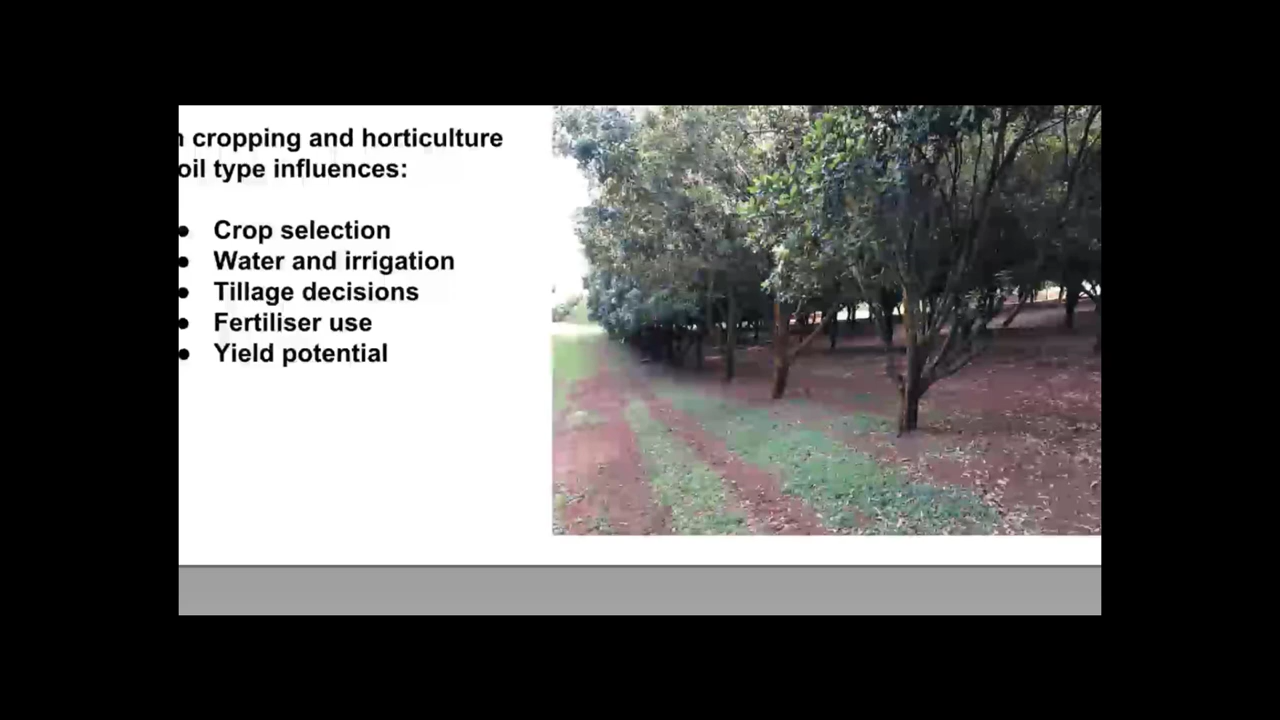 cropping and horticulture
oil type influences:
● Crop selection
● Water and irrigation
● Tillage decisions
● Fertiliser use
● Yield potential